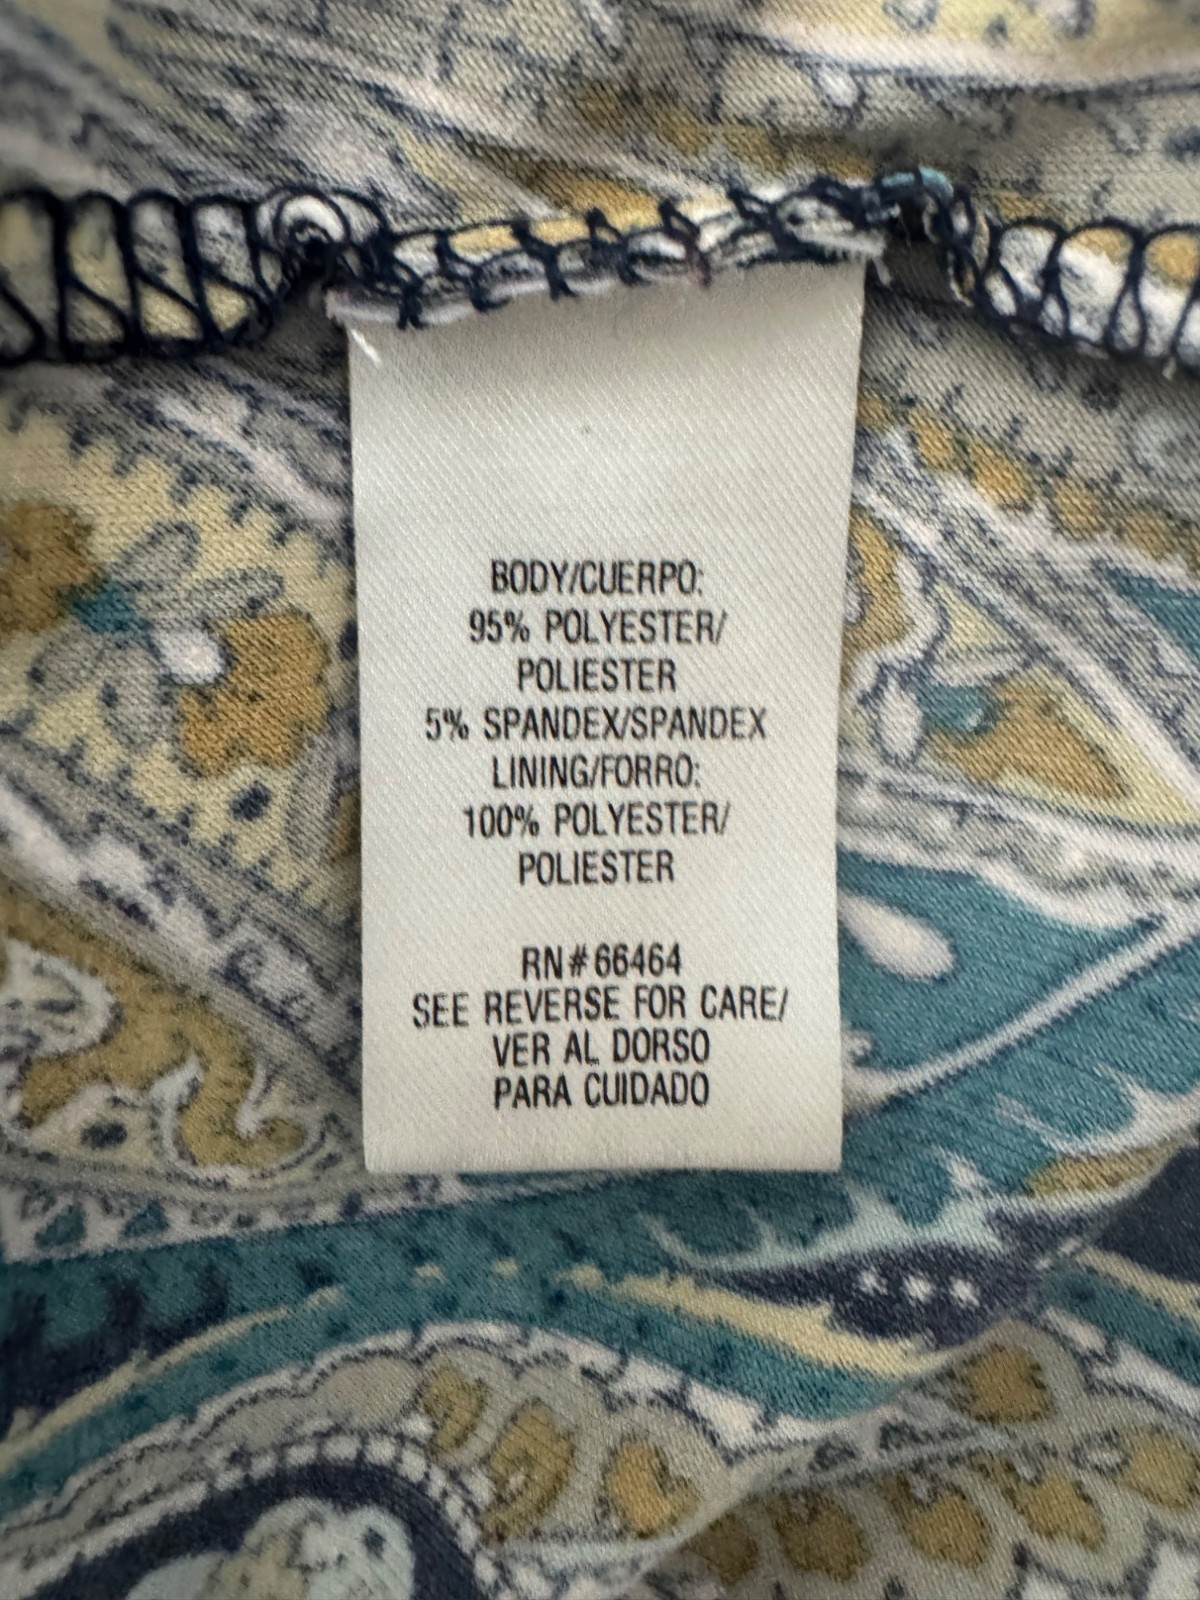 BODY/CUERPO:
95% POLYESTER/
POLIESTER
5% SPANDEX/SPANDEX
LINING/FORRO:
100% POLYESTER/
POLIESTER
RN#66464
SEE REVERSE FOR CARE/
VER AL DORSO
PARA CUIDADO